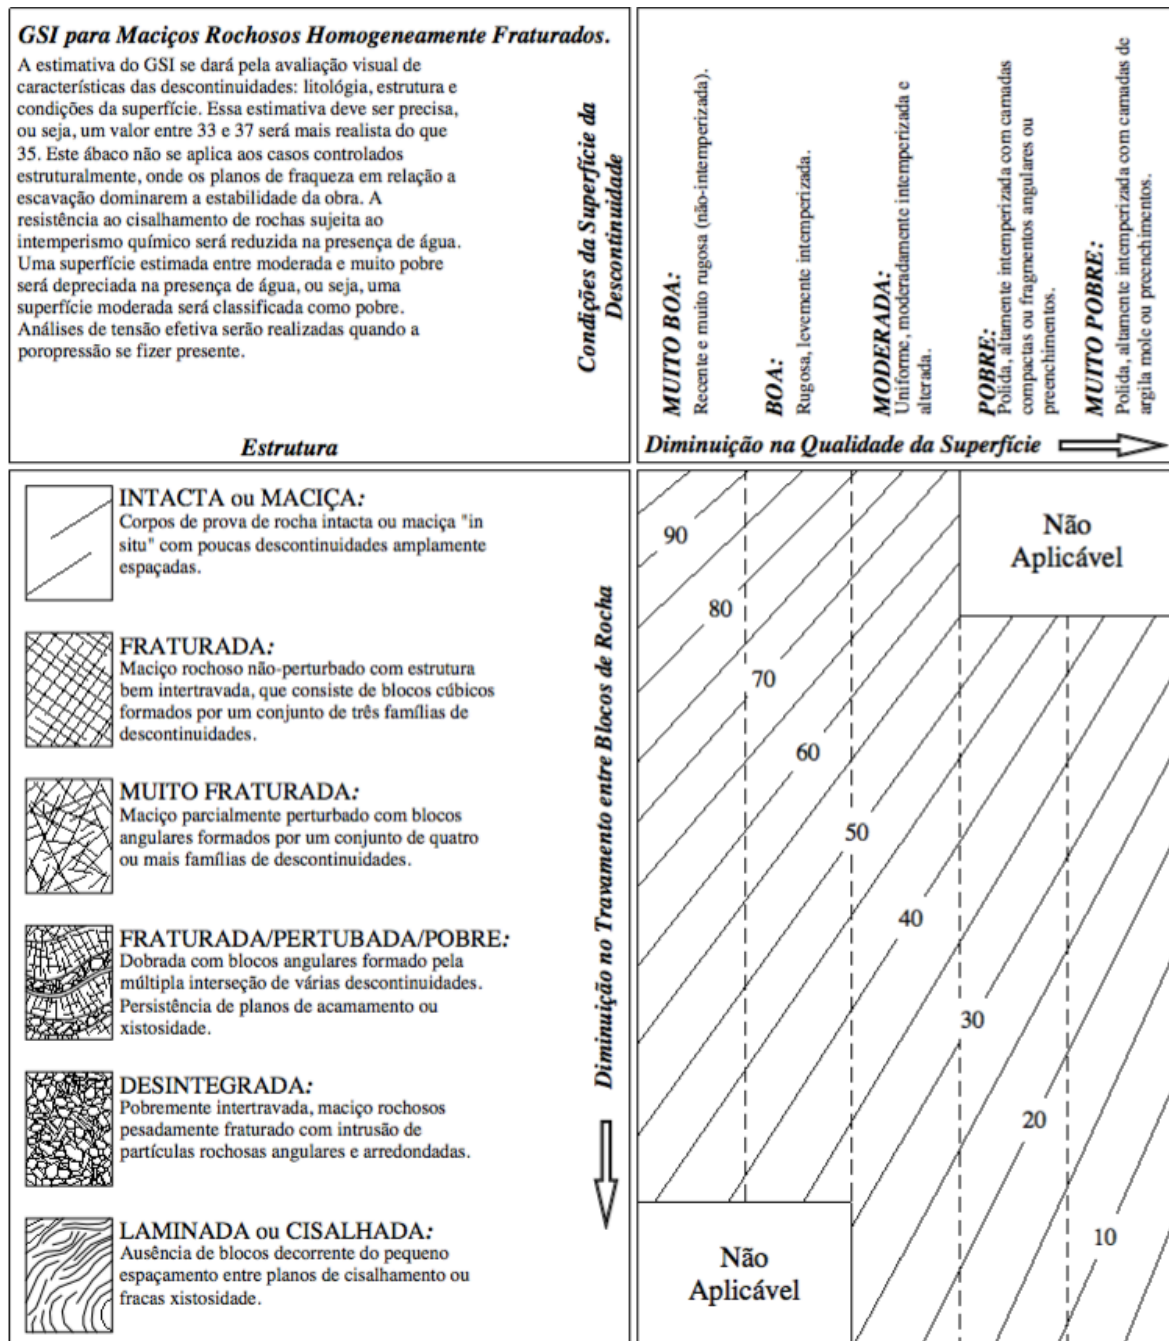 GSI para Maciços Rochosos Homogeneamente Fraturados.
A estimativa do GSI se dará pela avaliação visual de
características das descontinuidades: litológia, estrutura e
condições da superfície. Essa estimativa deve ser precisa,
ou seja, um valor entre 33 e 37 será mais realista do que
35. Este ábaco não se aplica aos casos controlados
estruturalmente, onde os planos de fraqueza em relação a
escavação dominarem a estabilidade da obra. A
resistência ao cisalhamento de rochas sujeita ao
intemperismo químico será reduzida na presença de água.
Uma superfície estimada entre moderada e muito pobre
será depreciada na presença de água, ou seja, uma
superfície moderada será classificada como pobre.
Análises de tensão efetiva serão realizadas quando a
poropressão se fizer presente.
Estrutura
Condições da Superfície da
Descontinuidade
MUITO BOA:
Recente e muito rugosa (não-intemperizada).
BOA:
Rugosa, levemente intemperizada.
MODERADA:
Uniforme, moderadamente intemperizada e
alterada.
POBRE:
Polida, altamente intemperizada com camadas
compactas ou fragmentos angulares ou
preenchimentos.
MUITO POBRE:
Polida, altamente intemperizada com camadas de
argila mole ou preenchimentos.
Diminuição na Qualidade da Superfície
INTACTA ou MACIÇA:
Corpos de prova de rocha intacta ou maciça "in
situ" com poucas descontinuidades amplamente
espaçadas.
FRATURADA:
Maciço rochoso não-perturbado com estrutura
bem intertravada, que consiste de blocos cúbicos
formados por um conjunto de três famílias de
descontinuidades.
MUITO FRATURADA:
Maciço parcialmente perturbado com blocos
angulares formados por um conjunto de quatro
ou mais famílias de descontinuidades.
FRATURADA/PERTUBADA/POBRE:
Dobrada com blocos angulares formado pela
múltipla interseção de várias descontinuidades.
Persistência de planos de acamamento ou
xistosidade.
DESINTEGRADA:
Pobremente intertravada, maciço rochosos
pesadamente fraturado com intrusão de
partículas rochosas angulares e arredondadas.
LAMINADA ou CISALHADA:
Ausência de blocos decorrente do pequeno
espaçamento entre planos de cisalhamento ou
fracas xistosidade.
Diminuição no Travamento entre Blocos de Rocha
90
80
70
60
50
40
30
20
10
Não
Aplicável
Não
Aplicável